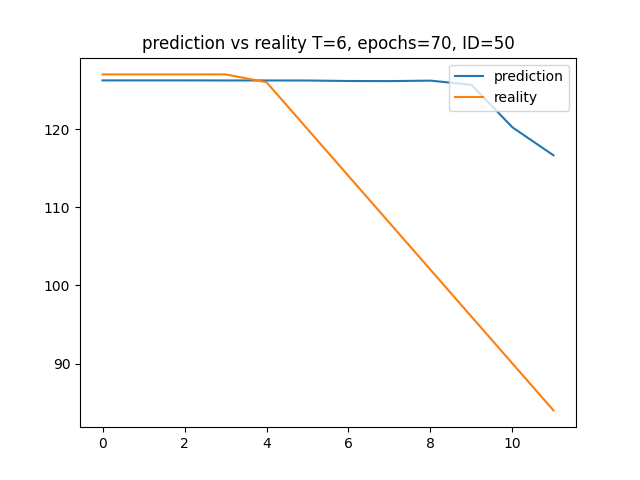 prediction vs reality T=6, epochs=70, ID=50
prediction
reality
120
110
100
90
0 2 4 6 8 10